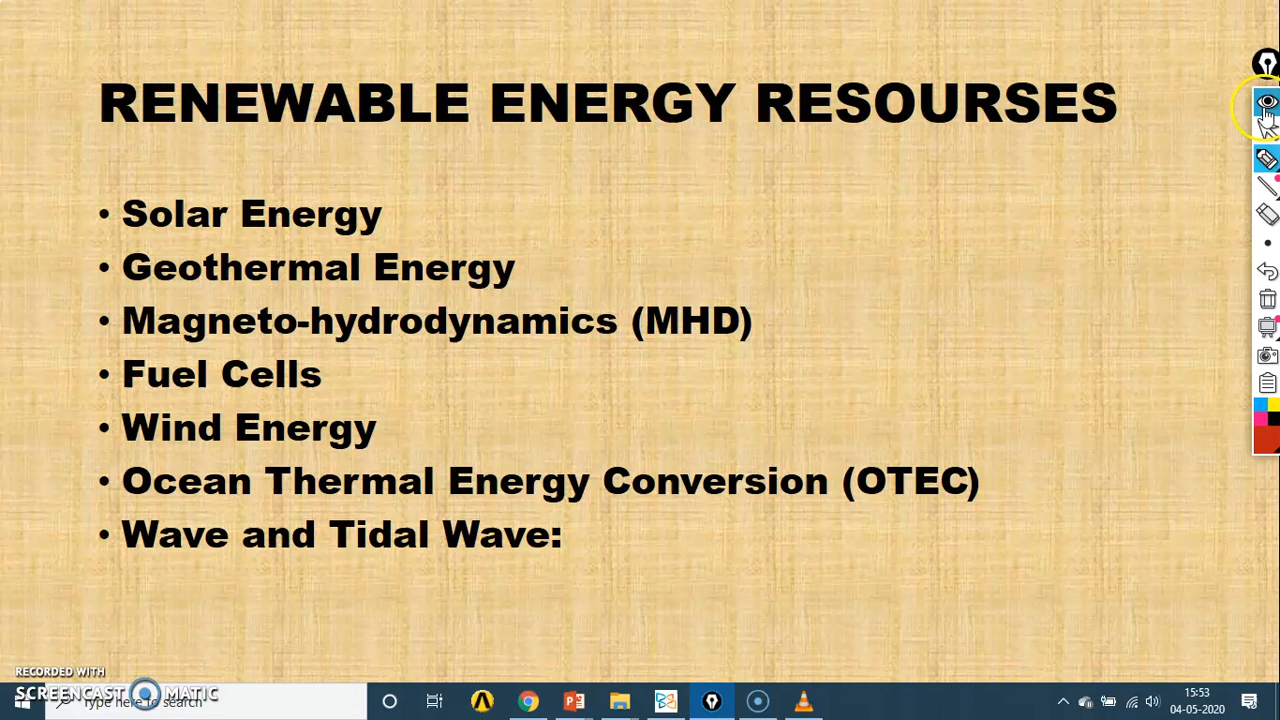 RENEWABLE ENERGY RESOURSES
• Solar Energy
• Geothermal Energy
• Magneto-hydrodynamics (MHD)
• Fuel Cells
• Wind Energy
• Ocean Thermal Energy Conversion (OTEC)
• Wave and Tidal Wave:
RECORDED WITH
SCREENCAST MATIC
Type here to search
15:53
04-05-2020